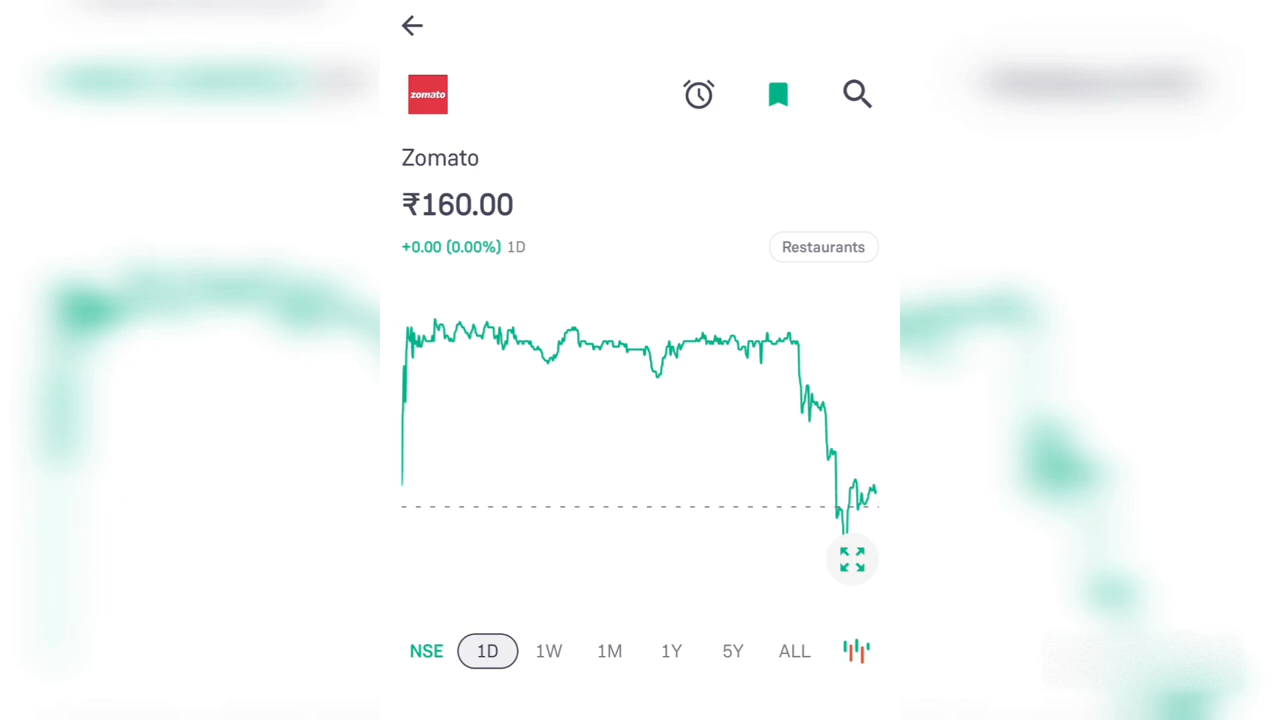 zomato
Zomato
₹160.00
+0.00 (0.00%) 1D
Restaurants
NSE 1D 1W 1M 1Y 5Y ALL